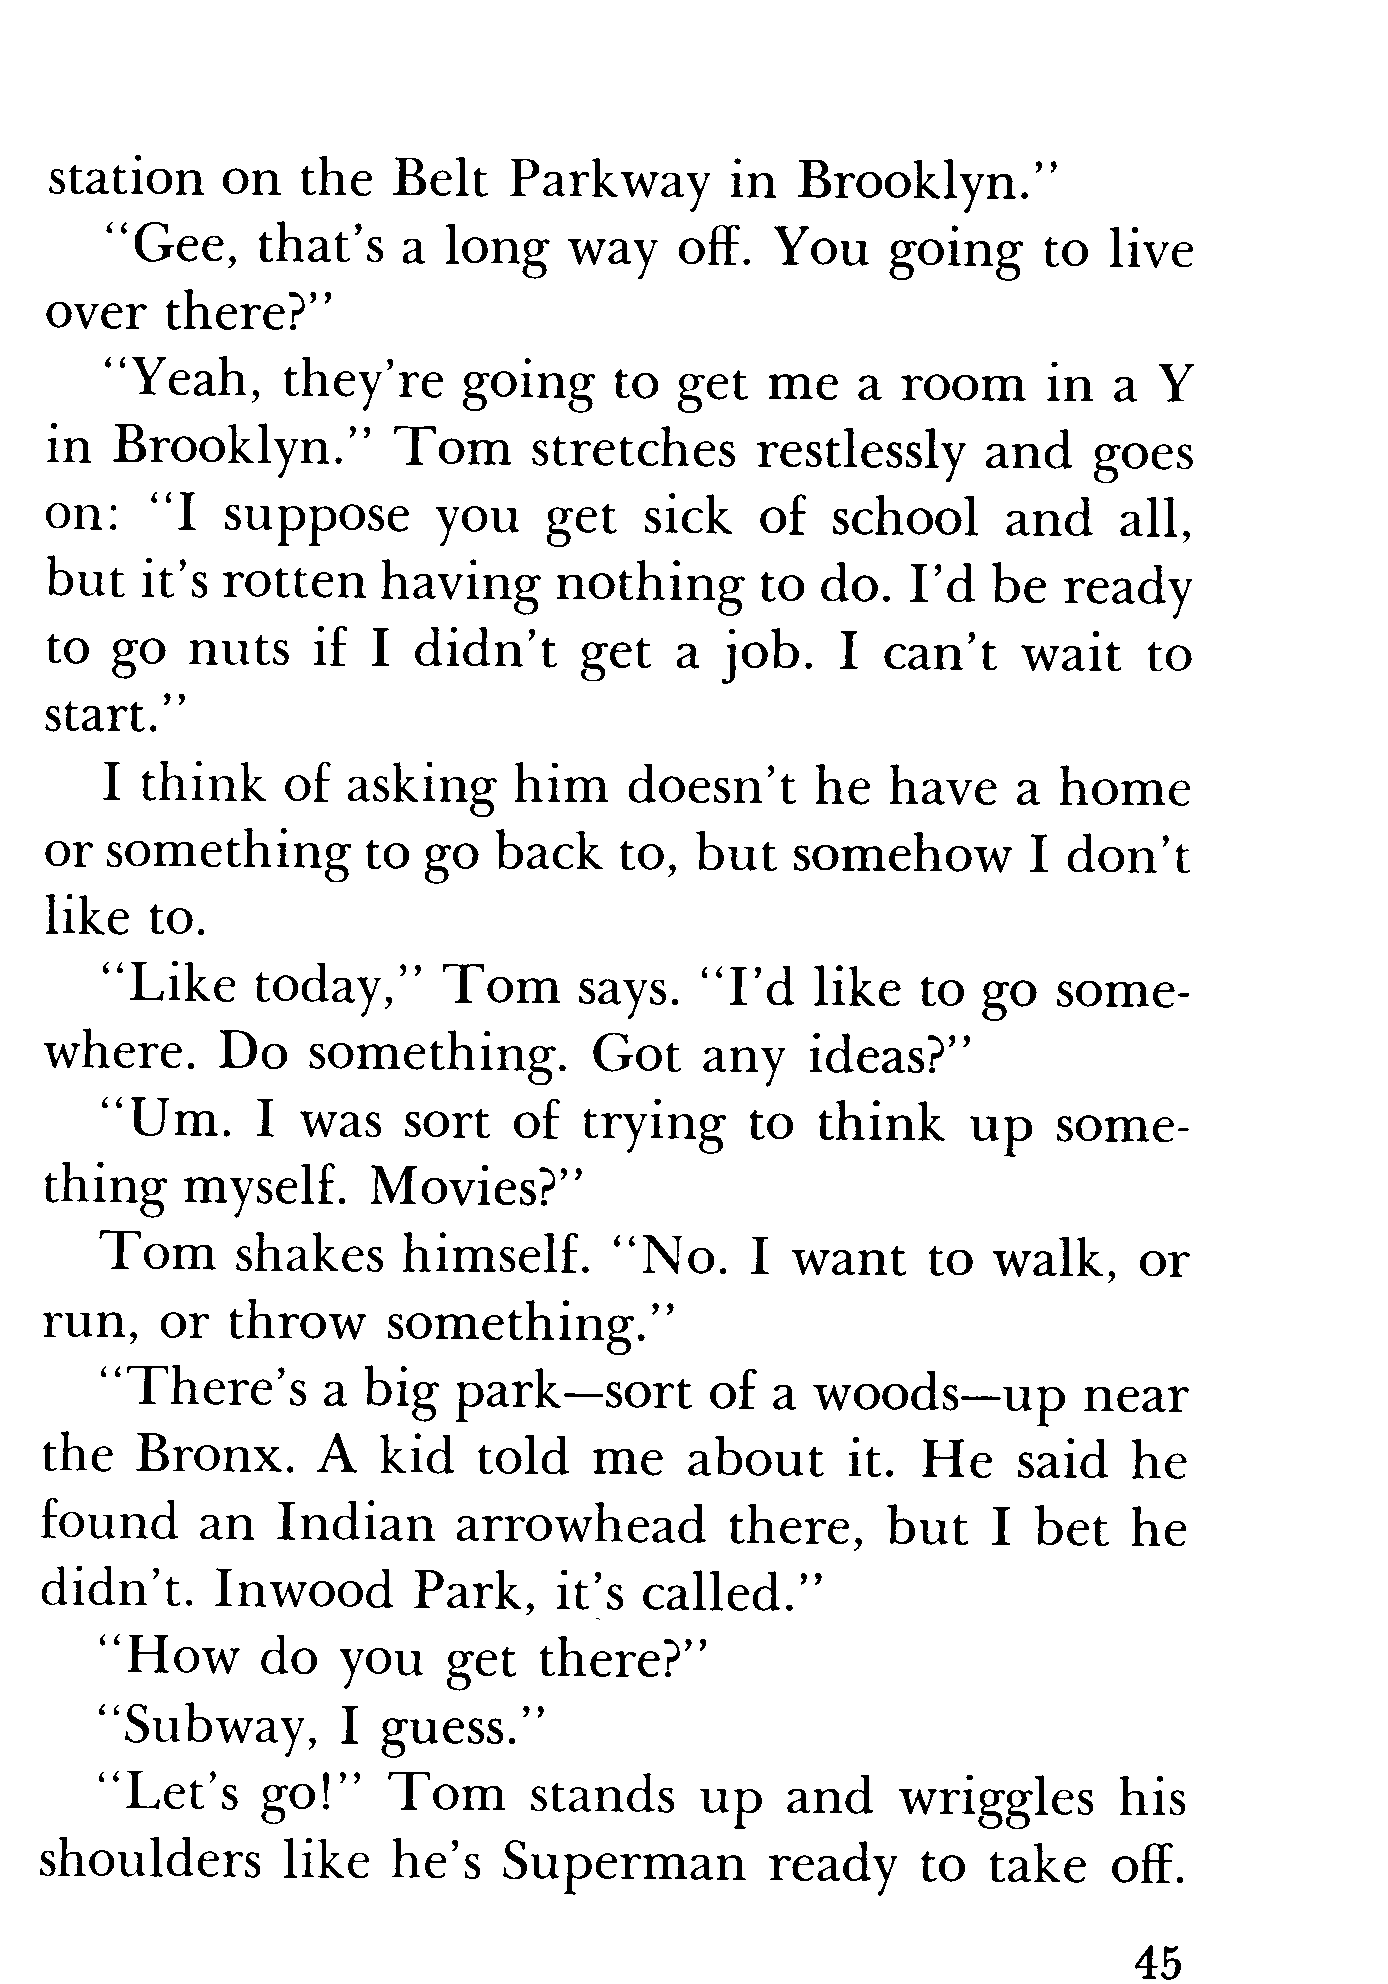 station on the Belt Parkway in Brooklyn.”
“Gee, that’s a long way off. You going to live
over there?”
“Yeah, they’re going to get me a room in a Y
in Brooklyn.” Tom stretches restlessly and goes
on: “I suppose you get sick of school and all,
but it’s rotten having nothing to do. I’d be ready
to go nuts if I didn’t get a job. I can’t wait to
start.”
I think of asking him doesn’t he have a home
or something to go back to, but somehow I don’t
like to.
“Like today,” Tom says. “I’d like to go some-
where. Do something. Got any ideas?”
“Um. I was sort of trying to think up some-
thing myself. Movies?”
Tom shakes himself. “No. I want to walk, or
run, or throw something.”
“There’s a big park—sort of a woods—up near
the Bronx. A kid told me about it. He said he
found an Indian arrowhead there, but I bet he
didn’t. Inwood Park, it’s called.”
“How do you get there?”
“Subway, I guess.”
“Let’s go!” Tom stands up and wriggles his
shoulders like he’s Superman ready to take off.
45